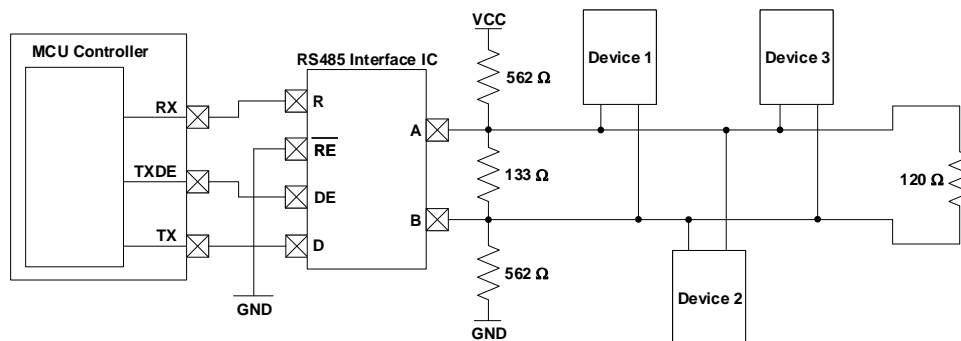 MCU Controller
RX
TXDE
TX
RS485 Interface IC
R
RE
DE
D
A
B
GND
VCC
562 Ω
133 Ω
562 Ω
GND
Device 1
Device 3
Device 2
120 Ω